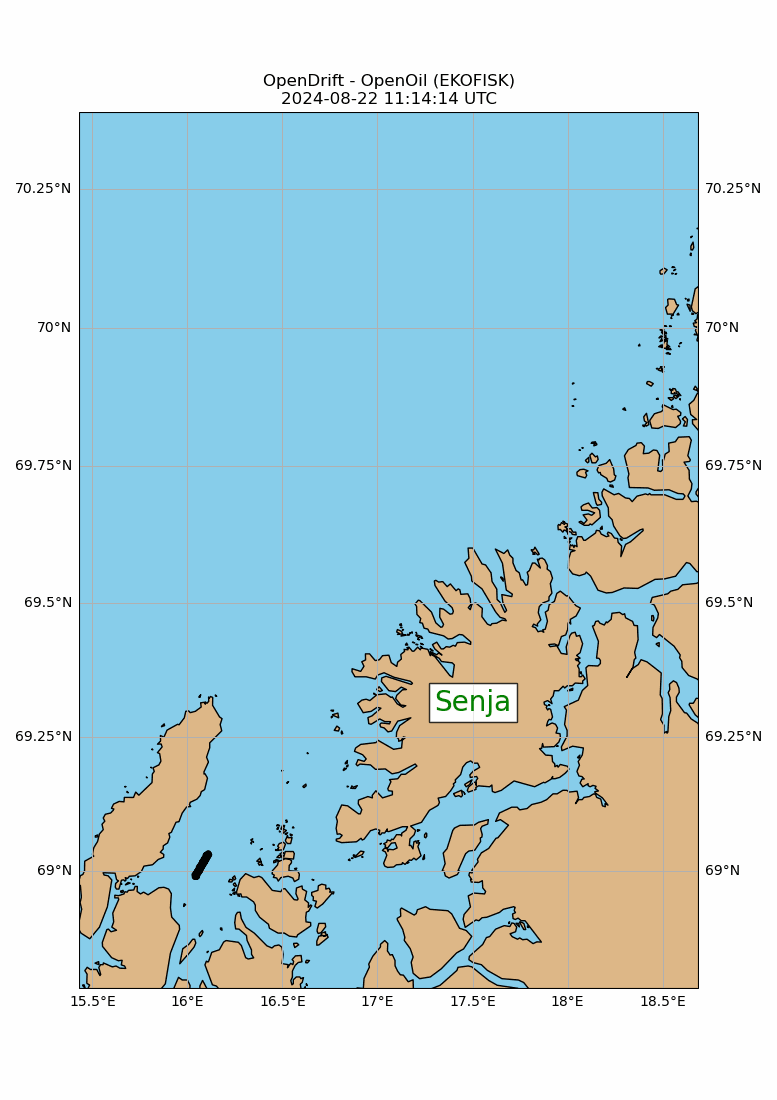 OpenDrift - OpenOil (EKOFISK)
2024-08-22 11:14:14 UTC
70.25°N 70.25°N
70°N 70°N
69.75°N 69.75°N
69.5°N 69.5°N
Senja
69.25°N 69.25°N
69°N 69°N
15.5°E 16°E 16.5°E 17°E 17.5°E 18°E 18.5°E